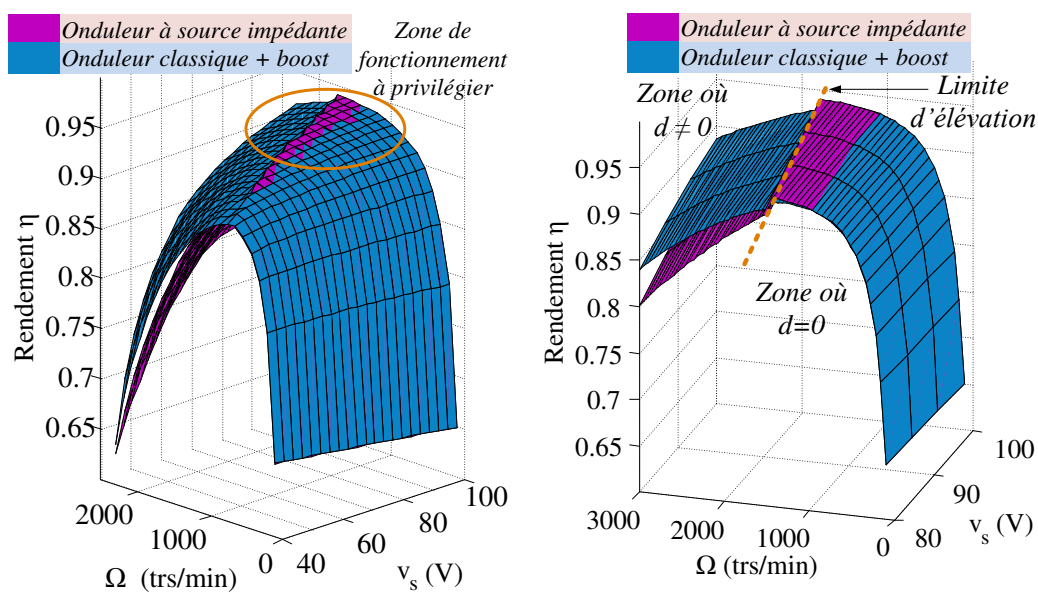 Onduleur à source impédante
Onduleur classique + boost
Zone de
fonctionnement
à privilégier
0.95
0.9
0.85
0.8
0.75
0.7
0.65
Rendement η
2000
1000
0
Ω (trs/min)
40
60
80
100
v_s (V)
Onduleur à source impédante
Onduleur classique + boost
Zone où
d ≠ 0
Limite
d'élévation
Zone où
d=0
0.95
0.9
0.85
0.8
0.75
0.7
0.65
Rendement η
3000
2000
1000
0
Ω (trs/min)
80
90
100
v_s (V)